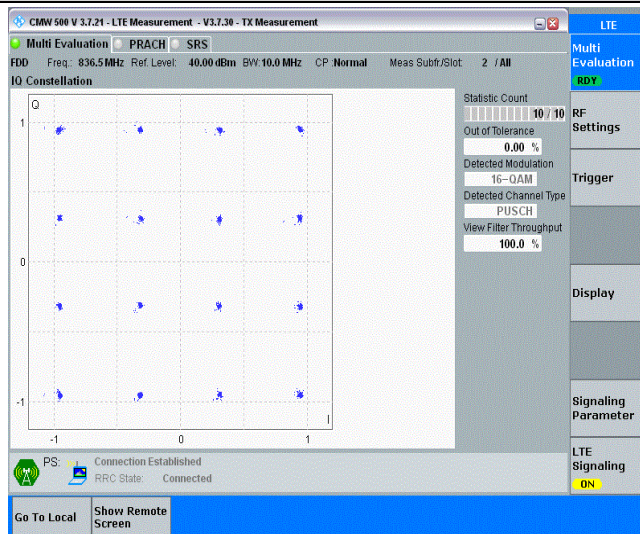 CMW 500 V 3.7.21 - LTE Measurement - V3.7.30 - TX Measurement
LTE
Multi Evaluation PRACH SRS
Multi Evaluation
RDY
FDD Freq.: 836.5 MHz Ref. Level: 40.00 dBm BW: 10.0 MHz CP :Normal Meas Subfr./Slot 2 / All
IQ Constellation
Q
1
0
-1
-1 0 1
I
Statistic Count
10 / 10
Out of Tolerance
0.00 %
Detected Modulation
16-QAM
Detected Channel Type
PUSCH
View Filter Throughput
100.0 %
RF
Settings
Trigger
Display
Signaling
Parameter
LTE
Signaling
ON
PS: Connection Established
RRC State: Connected
Go To Local
Show Remote
Screen